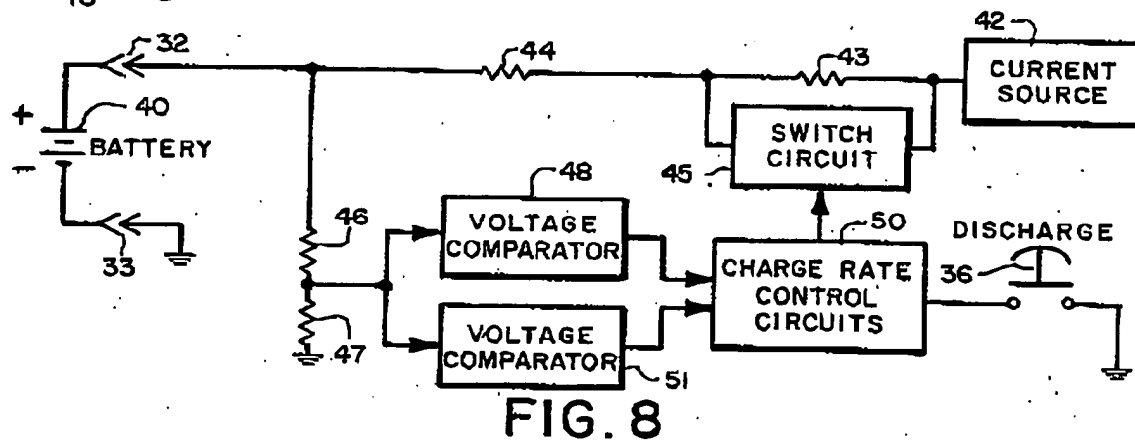 32
44
43
42
CURRENT
SOURCE
+
40
BATTERY
-
SWITCH
CIRCUIT
45
48
VOLTAGE
COMPARATOR
46
33
50
CHARGE RATE
CONTROL
CIRCUITS
DISCHARGE
36
47
VOLTAGE
COMPARATOR
51
FIG. 8